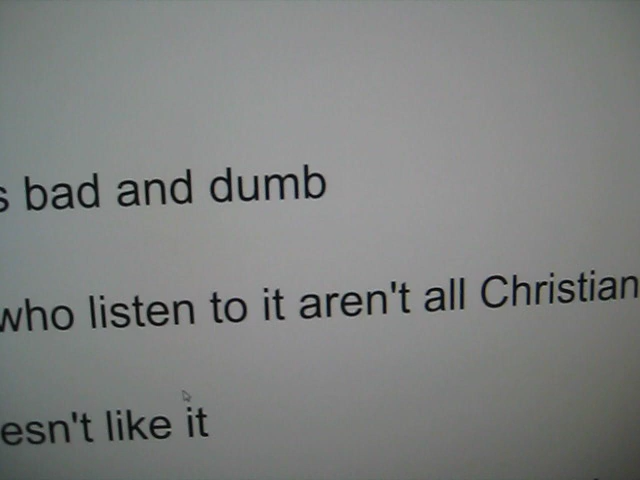 s bad and dumb
who listen to it aren't all Christian
esn't like it